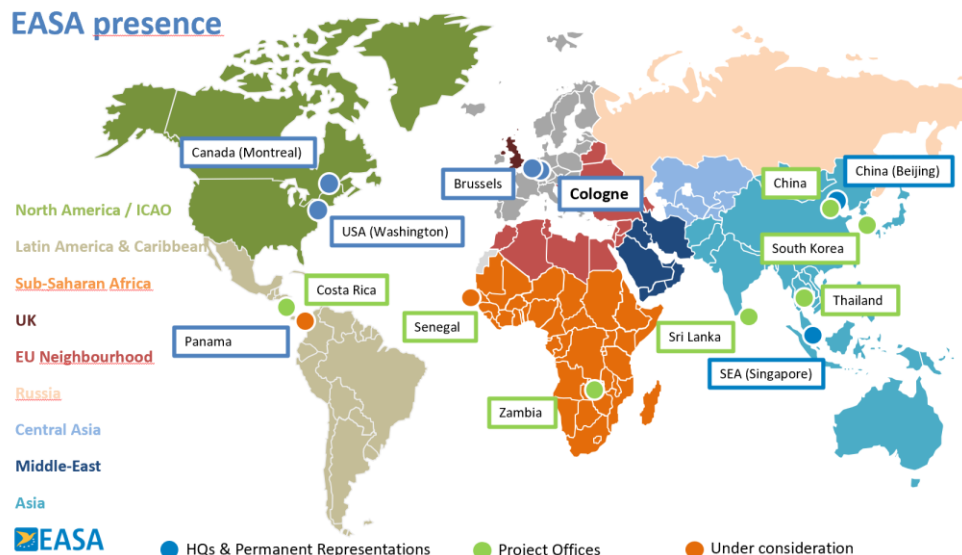 EASA presence
Canada (Montreal)
Brussels
Cologne
China
China (Beijing)
North America / ICAO
USA (Washington)
South Korea
Latin America & Caribbean
Costa Rica
Sub-Saharan Africa
Thailand
UK
Panama
Senegal
Sri Lanka
EU Neighbourhood
SEA (Singapore)
Russia
Zambia
Central Asia
Middle-East
Asia
EASA
HQs & Permanent Representations
Project Offices
Under consideration